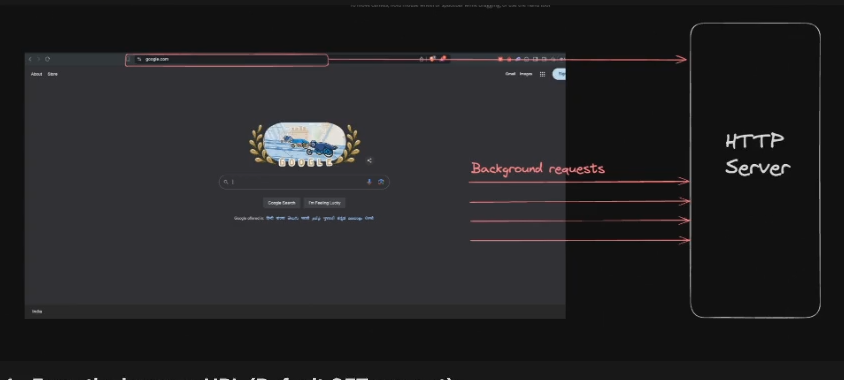 google.com
About Store
Gmail Images
HTTP
Server
Background requests
Google Search I'm Feeling Lucky
Google offered in: हिन्दी বাংলা తెలుగు मराठी தமிழ் ગુજરાતી ಕನ್ನಡ മലയാളം ਪੰਜਾਬੀ
India